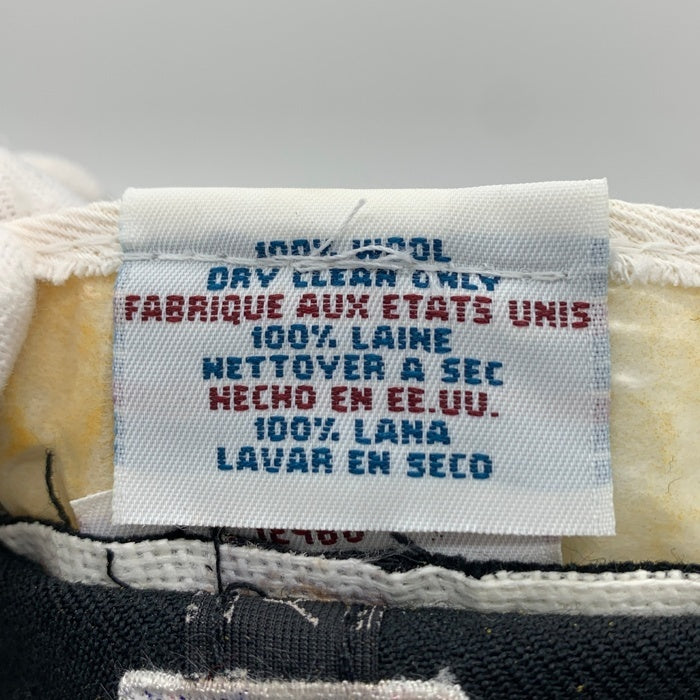 100% WOOL
DRY CLEAN ONLY
FABRIQUE AUX ETATS UNIS
100% LAINE
NETTOYER A SEC
HECHO EN EE.UU.
100% LANA
LAVAR EN SECO